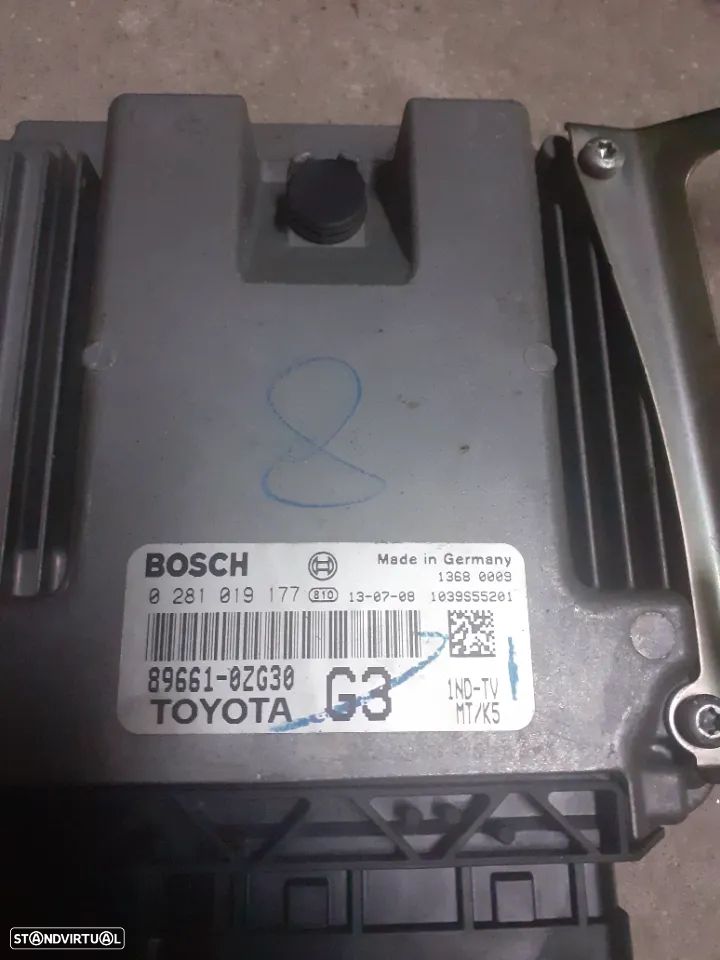 8
BOSCH Made in Germany
1368 0009
0 281 019 177 810 13-07-08 1039S55201
89661-0ZG30 G3 1ND-TV
TOYOTA MT/K5
STANDVIRTUAL